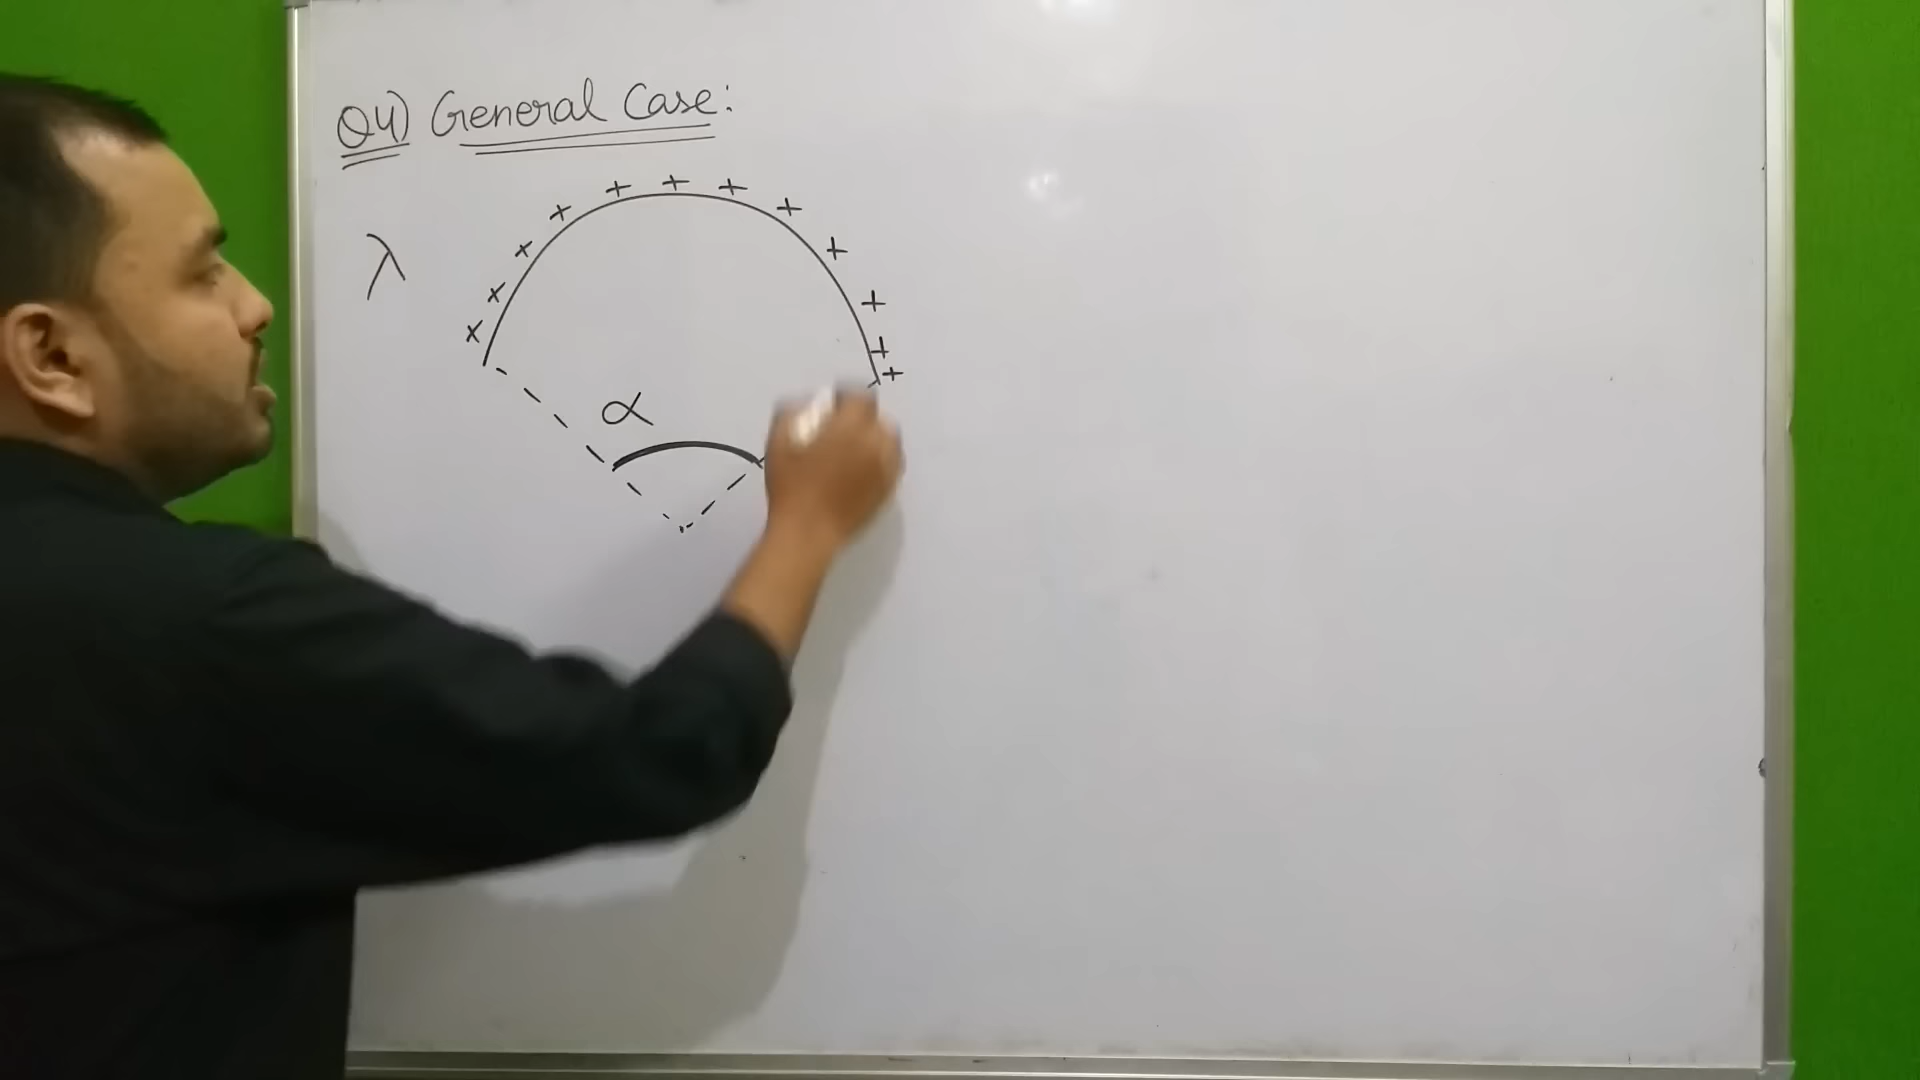 Q4) General Case:
+ + + + + + + + + + +
λ
α